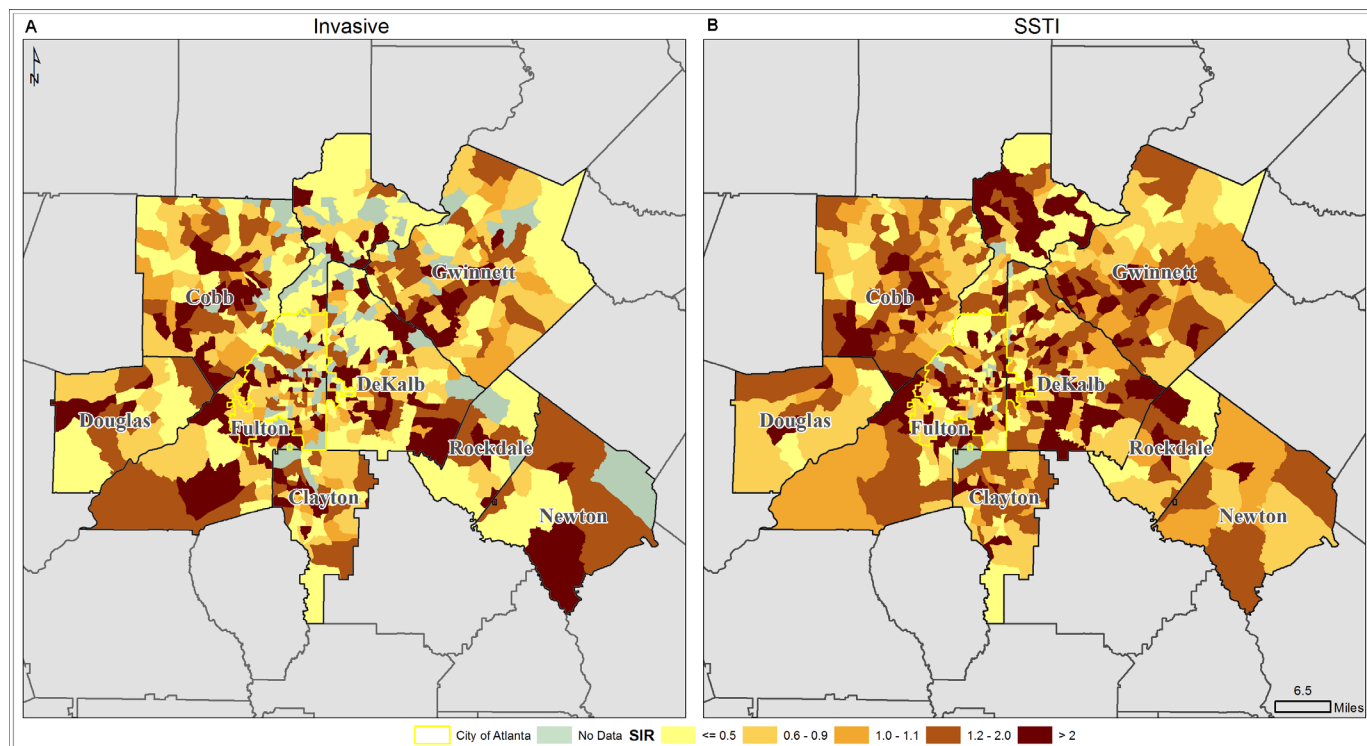 A Invasive
B SSTI
N
Gwinnett
Cobb
DeKalb
Douglas
Fulton
Rockdale
Clayton
Newton
Gwinnett
Cobb
DeKalb
Douglas
Fulton
Rockdale
Clayton
Newton
6.5
Miles
City of Atlanta No Data SIR <= 0.5 0.6 - 0.9 1.0 - 1.1 1.2 - 2.0 > 2